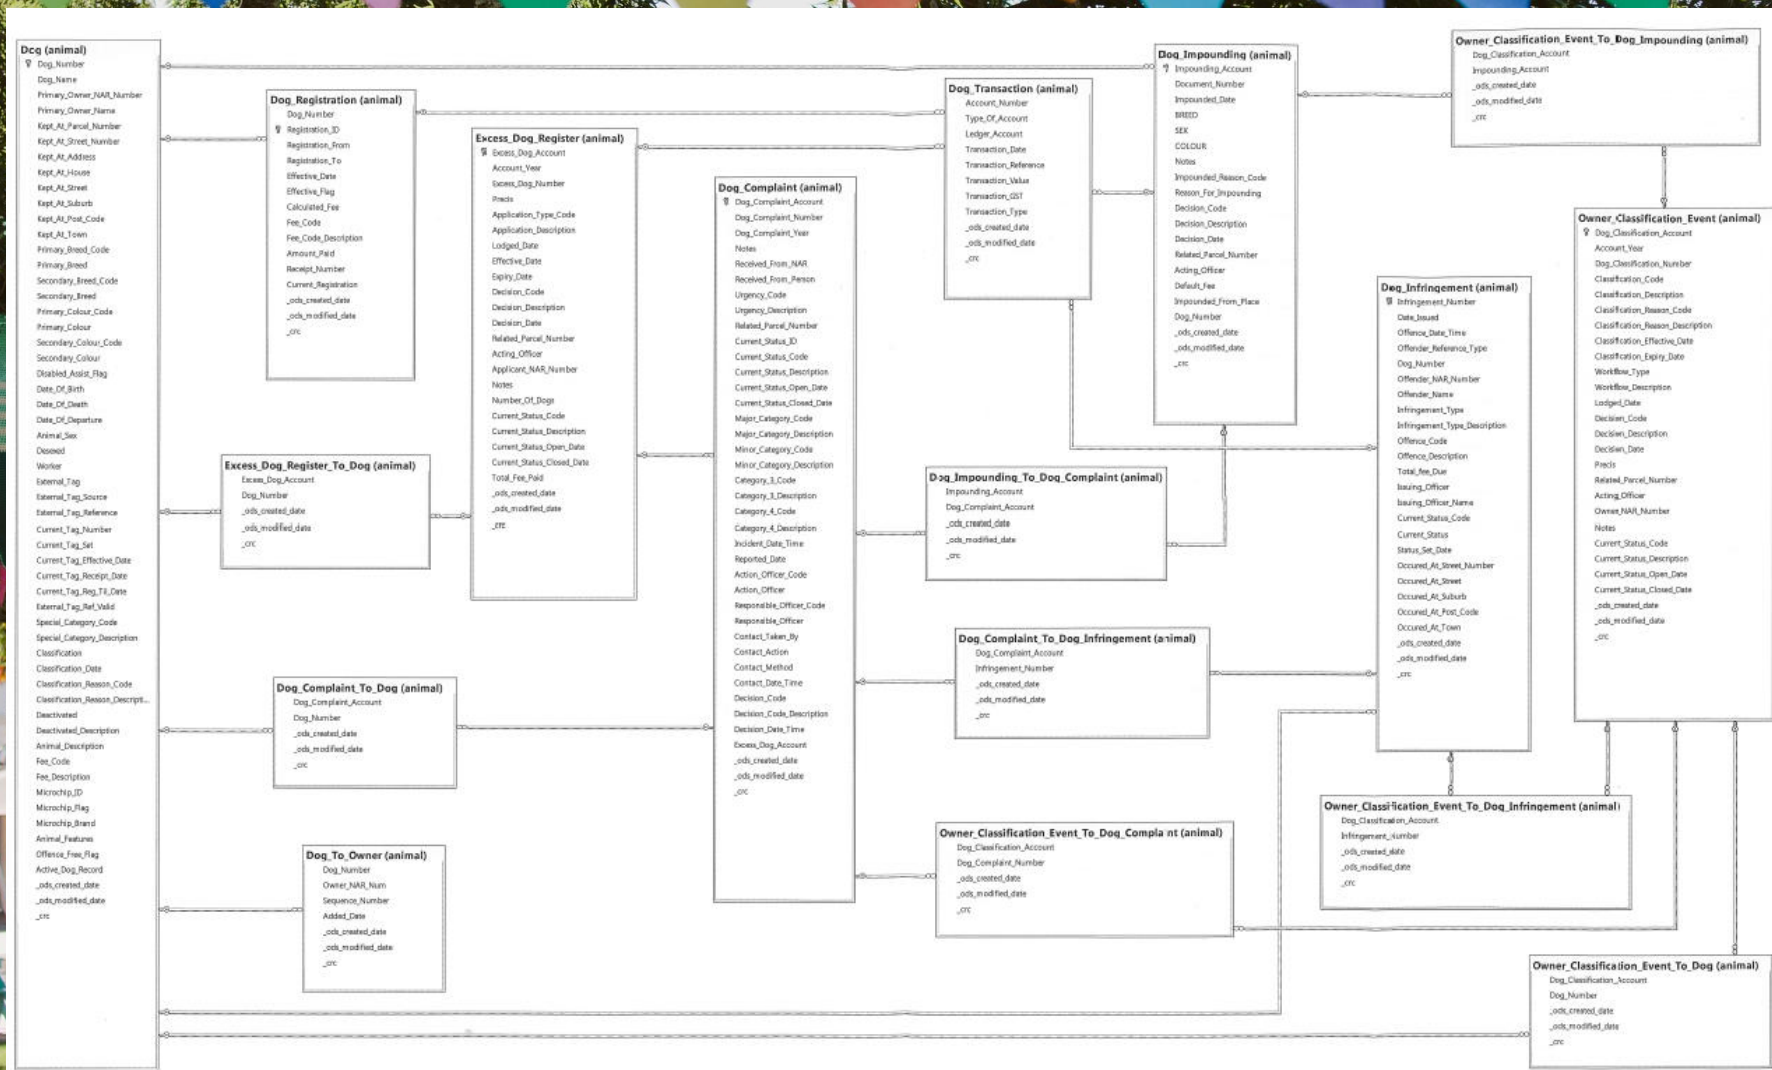 Dog (animal)
Dog_Number
Dog_Name
Primary_Owner_NAR_Number
Primary_Owner_Name
Kept_At_Parcel_Number
Kept_At_Street_Number
Kept_At_Address
Kept_At_House
Kept_At_Street
Kept_At_Suburb
Kept_At_Post_Code
Kept_At_Town
Primary_Breed_Code
Primary_Breed
Secondary_Breed_Code
Secondary_Breed
Primary_Colour_Code
Primary_Colour
Secondary_Colour_Code
Secondary_Colour
Disabled_Assist_Flag
Date_Of_Birth
Date_Of_Death
Date_Of_Departure
Animal_Sex
Desexed
Worker
External_Tag
External_Tag_Source
External_Tag_Reference
Current_Tag_Number
Current_Tag_Set
Current_Tag_Effective_Date
Current_Tag_Receipt_Date
Current_Tag_Reg_Til_Date
External_Tag_Ref_Valid
Special_Category_Code
Special_Category_Description
Classification
Classification_Date
Classification_Reason_Code
Classification_Reason_Descripti...
Deactivated
Deactivated_Description
Animal_Description
Fee_Code
Fee_Description
Microchip_ID
Microchip_Flag
Microchip_Brand
Animal_Features
Offence_Free_Flag
Active_Dog_Record
_ods_created_date
_ods_modified_date
_crc
Dog_Registration (animal)
Dog_Number
Registration_ID
Registration_From
Registration_To
Effective_Date
Effective_Flag
Calculated_Fee
Fee_Code
Fee_Code_Description
Amount_Paid
Receipt_Number
Current_Registration
_ods_created_date
_ods_modified_date
_crc
Excess_Dog_Register_To_Dog (animal)
Excess_Dog_Account
Dog_Number
_ods_created_date
_ods_modified_date
_crc
Dog_Complaint_To_Dog (animal)
Dog_Complaint_Account
Dog_Number
_ods_created_date
_ods_modified_date
_crc
Dog_To_Owner (animal)
Dog_Number
Owner_NAR_Num
Sequence_Number
Added_Date
_ods_created_date
_ods_modified_date
_crc
Excess_Dog_Register (animal)
Excess_Dog_Account
Account_Year
Excess_Dog_Number
Precis
Application_Type_Code
Application_Description
Lodged_Date
Effective_Date
Expiry_Date
Decision_Code
Decision_Description
Decision_Date
Related_Parcel_Number
Acting_Officer
Applicant_NAR_Number
Notes
Number_Of_Dogs
Current_Status_Code
Current_Status_Description
Current_Status_Open_Date
Current_Status_Closed_Date
Total_Fee_Paid
_ods_created_date
_ods_modified_date
_crc
Dog_Complaint (animal)
Dog_Complaint_Account
Dog_Complaint_Number
Dog_Complaint_Year
Notes
Received_From_NAR
Received_From_Person
Urgency_Code
Urgency_Description
Related_Parcel_Number
Current_Status_ID
Current_Status_Code
Current_Status_Description
Current_Status_Open_Date
Current_Status_Closed_Date
Major_Category_Code
Major_Category_Description
Minor_Category_Code
Minor_Category_Description
Category_3_Code
Category_3_Description
Category_4_Code
Category_4_Description
Incident_Date_Time
Reported_Date
Action_Officer_Code
Action_Officer
Responsible_Officer_Code
Responsible_Officer
Contact_Taken_By
Contact_Action
Contact_Method
Contact_Date_Time
Decision_Code
Decision_Code_Description
Decision_Date_Time
Excess_Dog_Account
_ods_created_date
_ods_modified_date
_crc
Dog_Transaction (animal)
Account_Number
Type_Of_Account
Ledger_Account
Transaction_Date
Transaction_Reference
Transaction_Value
Transaction_GST
Transaction_Type
_ods_created_date
_ods_modified_date
_crc
Dog_Impounding (animal)
Impounding_Account
Document_Number
Impounded_Date
BREED
SEX
COLOUR
Notes
Impounded_Reason_Code
Reason_For_Impounding
Decision_Code
Decision_Description
Decision_Date
Related_Parcel_Number
Acting_Officer
Default_Fee
Impounded_From_Place
Dog_Number
_ods_created_date
_ods_modified_date
_crc
Dog_Impounding_To_Dog_Complaint (animal)
Impounding_Account
Dog_Complaint_Account
_ods_created_date
_ods_modified_date
_crc
Dog_Complaint_To_Dog_Infringement (animal)
Dog_Complaint_Account
Infringement_Number
_ods_created_date
_ods_modified_date
_crc
Owner_Classification_Event_To_Dog_Complaint (animal)
Dog_Classification_Account
Dog_Complaint_Number
_ods_created_date
_ods_modified_date
_crc
Owner_Classification_Event_To_Dog_Impounding (animal)
Dog_Classification_Account
Impounding_Account
_ods_created_date
_ods_modified_date
_crc
Dog_Infringement (animal)
Infringement_Number
Date_Issued
Offence_Date_Time
Offender_Reference_Type
Dog_Number
Offender_NAR_Number
Offender_Name
Infringement_Type
Infringement_Type_Description
Offence_Code
Offence_Description
Total_fee_Due
Issuing_Officer
Issuing_Officer_Name
Current_Status_Code
Current_Status
Status_Set_Date
Occured_At_Street_Number
Occured_At_Street
Occured_At_Suburb
Occured_At_Post_Code
Occured_At_Town
_ods_created_date
_ods_modified_date
_crc
Owner_Classification_Event (animal)
Dog_Classification_Account
Account_Year
Dog_Classification_Number
Classification_Code
Classification_Description
Classification_Reason_Code
Classification_Reason_Description
Classification_Effective_Date
Classification_Expiry_Date
Workflow_Type
Workflow_Description
Lodged_Date
Decision_Code
Decision_Description
Decision_Date
Precis
Related_Parcel_Number
Acting_Officer
Owner_NAR_Number
Notes
Current_Status_Code
Current_Status_Description
Current_Status_Open_Date
Current_Status_Closed_Date
_ods_created_date
_ods_modified_date
_crc
Owner_Classification_Event_To_Dog_Infringement (animal)
Dog_Classification_Account
Infringement_Number
_ods_created_date
_ods_modified_date
_crc
Owner_Classification_Event_To_Dog (animal)
Dog_Classification_Account
Dog_Number
_ods_created_date
_ods_modified_date
_crc